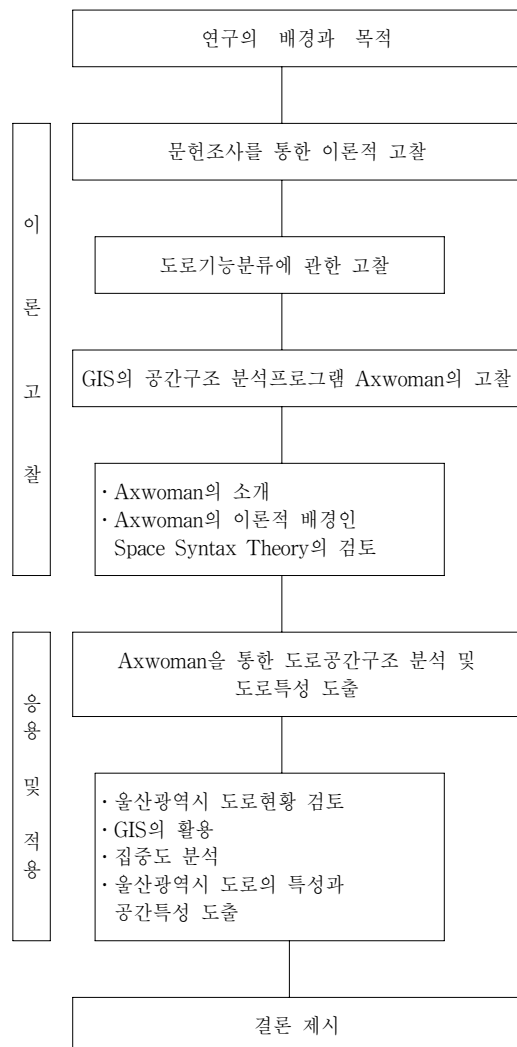 연구의 배경과 목적
이
론
고
찰
문헌조사를 통한 이론적 고찰
도로기능분류에 관한 고찰
GIS의 공간구조 분석프로그램 Axwoman의 고찰
· Axwoman의 소개
· Axwoman의 이론적 배경인
Space Syntax Theory의 검토
응
용
및
적
용
Axwoman을 통한 도로공간구조 분석 및
도로특성 도출
· 울산광역시 도로현황 검토
· GIS의 활용
· 집중도 분석
· 울산광역시 도로의 특성과
공간특성 도출
결론 제시